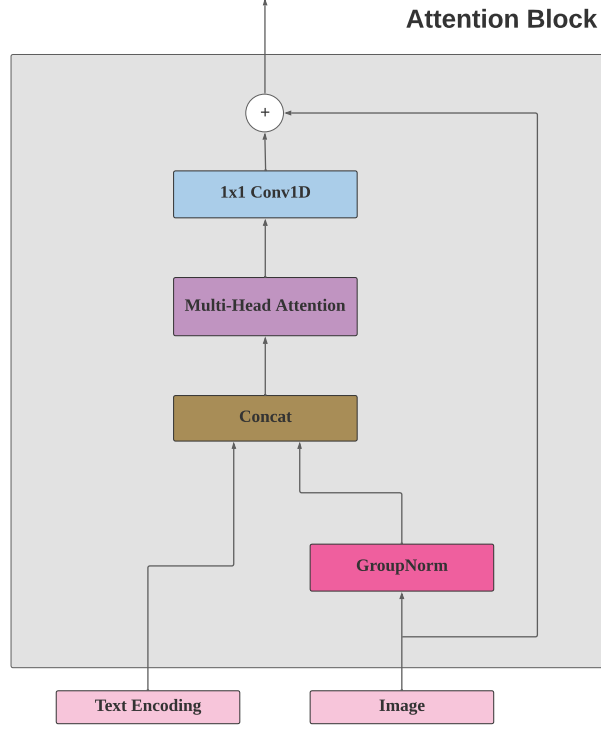 Attention Block
+
1x1 Conv1D
Multi-Head Attention
Concat
GroupNorm
Text Encoding
Image